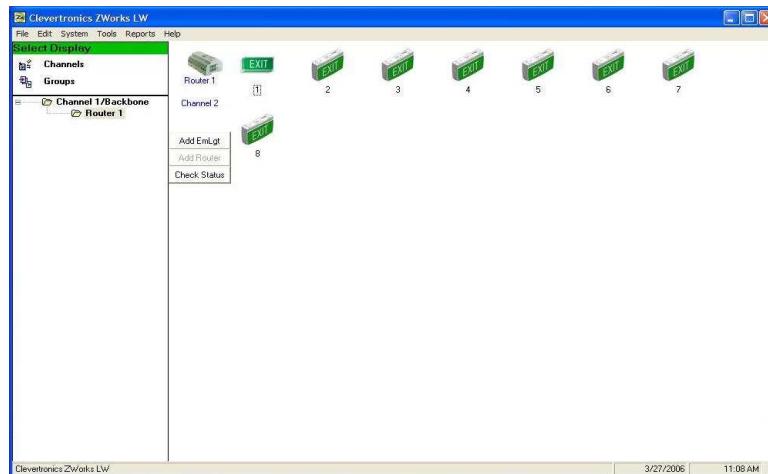 Clevertronics ZWorks LW
File Edit System Tools Reports Help
Select Display
Channels
Groups
Channel 1/Backbone
Router 1
Router 1
Channel 2
Add EmLgt
Add Router
Check Status
EXIT EXIT EXIT EXIT EXIT EXIT EXIT
1 2 3 4 5 6 7
EXIT
8
Clevertronics ZWorks LW 3/27/2006 11:08 AM